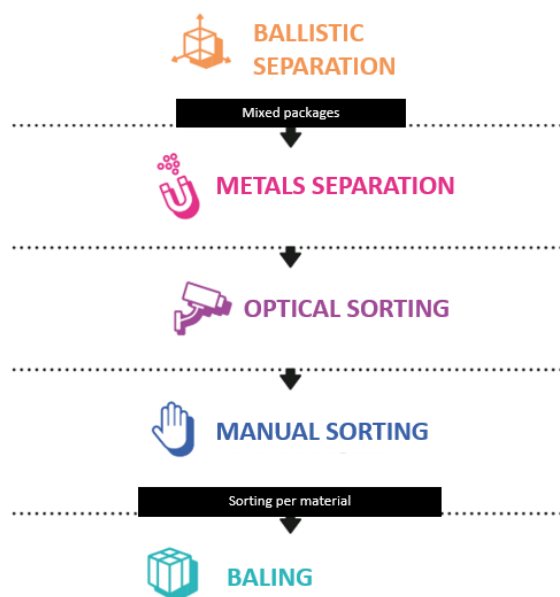 BALLISTIC
SEPARATION
Mixed packages
METALS SEPARATION
OPTICAL SORTING
MANUAL SORTING
Sorting per material
BALING